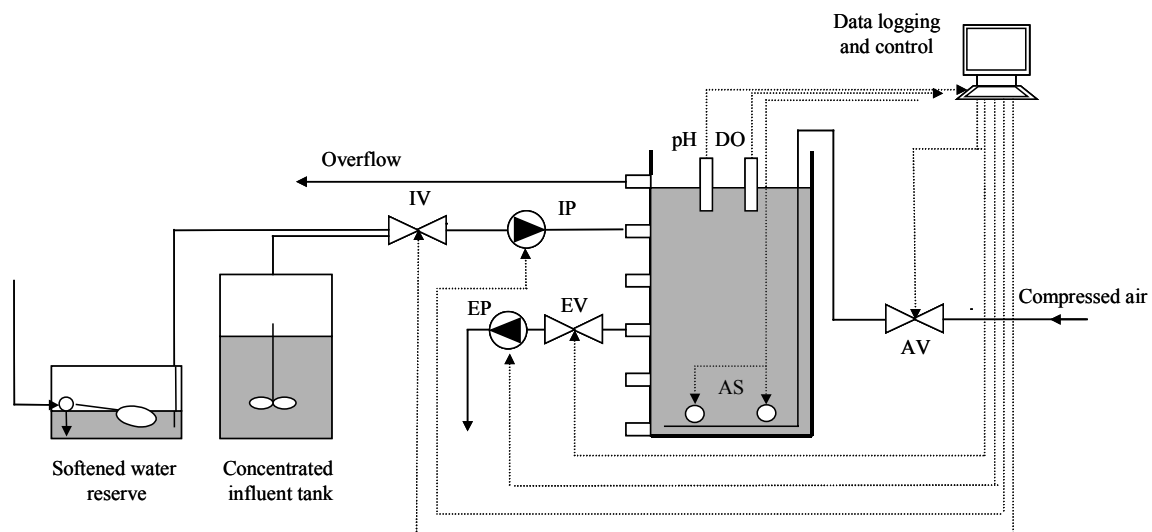 Data logging
and control
pH
DO
Overflow
IV
IP
EP
EV
Compressed air
AV
AS
Softened water
reserve
Concentrated
influent tank